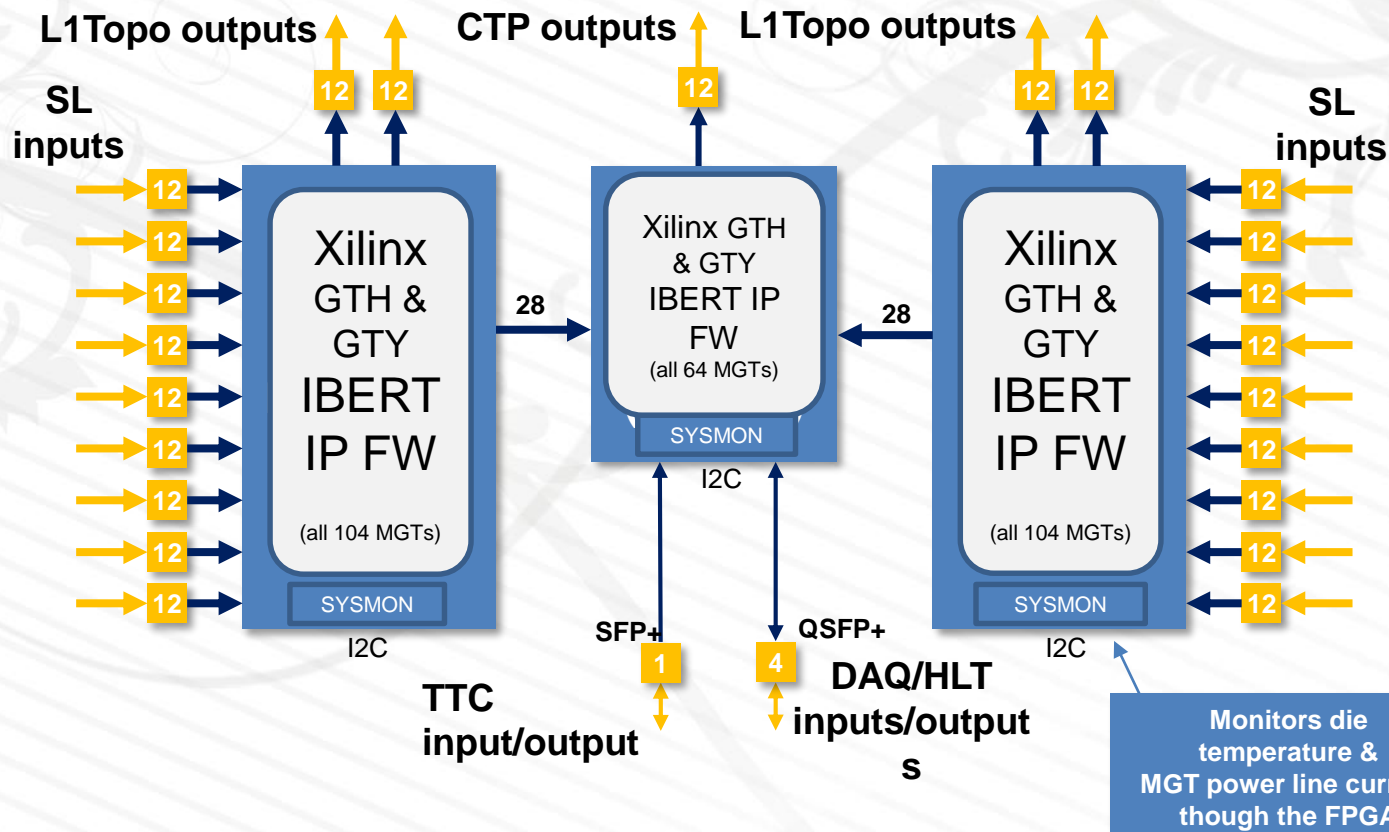 L1Topo outputs
CTP outputs
L1Topo outputs
12
12
12
12
12
SL
inputs
SL
inputs
12
12
12
12
12
12
12
12
12
Xilinx
GTH &
GTY
IBERT
IP FW
(all 104 MGTs)
SYSMON
I2C
28
Xilinx GTH
& GTY
IBERT IP
FW
(all 64 MGTs)
SYSMON
I2C
28
Xilinx
GTH &
GTY
IBERT
IP FW
(all 104 MGTs)
SYSMON
I2C
12
12
12
12
12
12
12
12
12
SFP+
1
TTC
input/output
QSFP+
4
DAQ/HLT
inputs/output
s
Monitors die
temperature &
MGT power line
though the FPGA